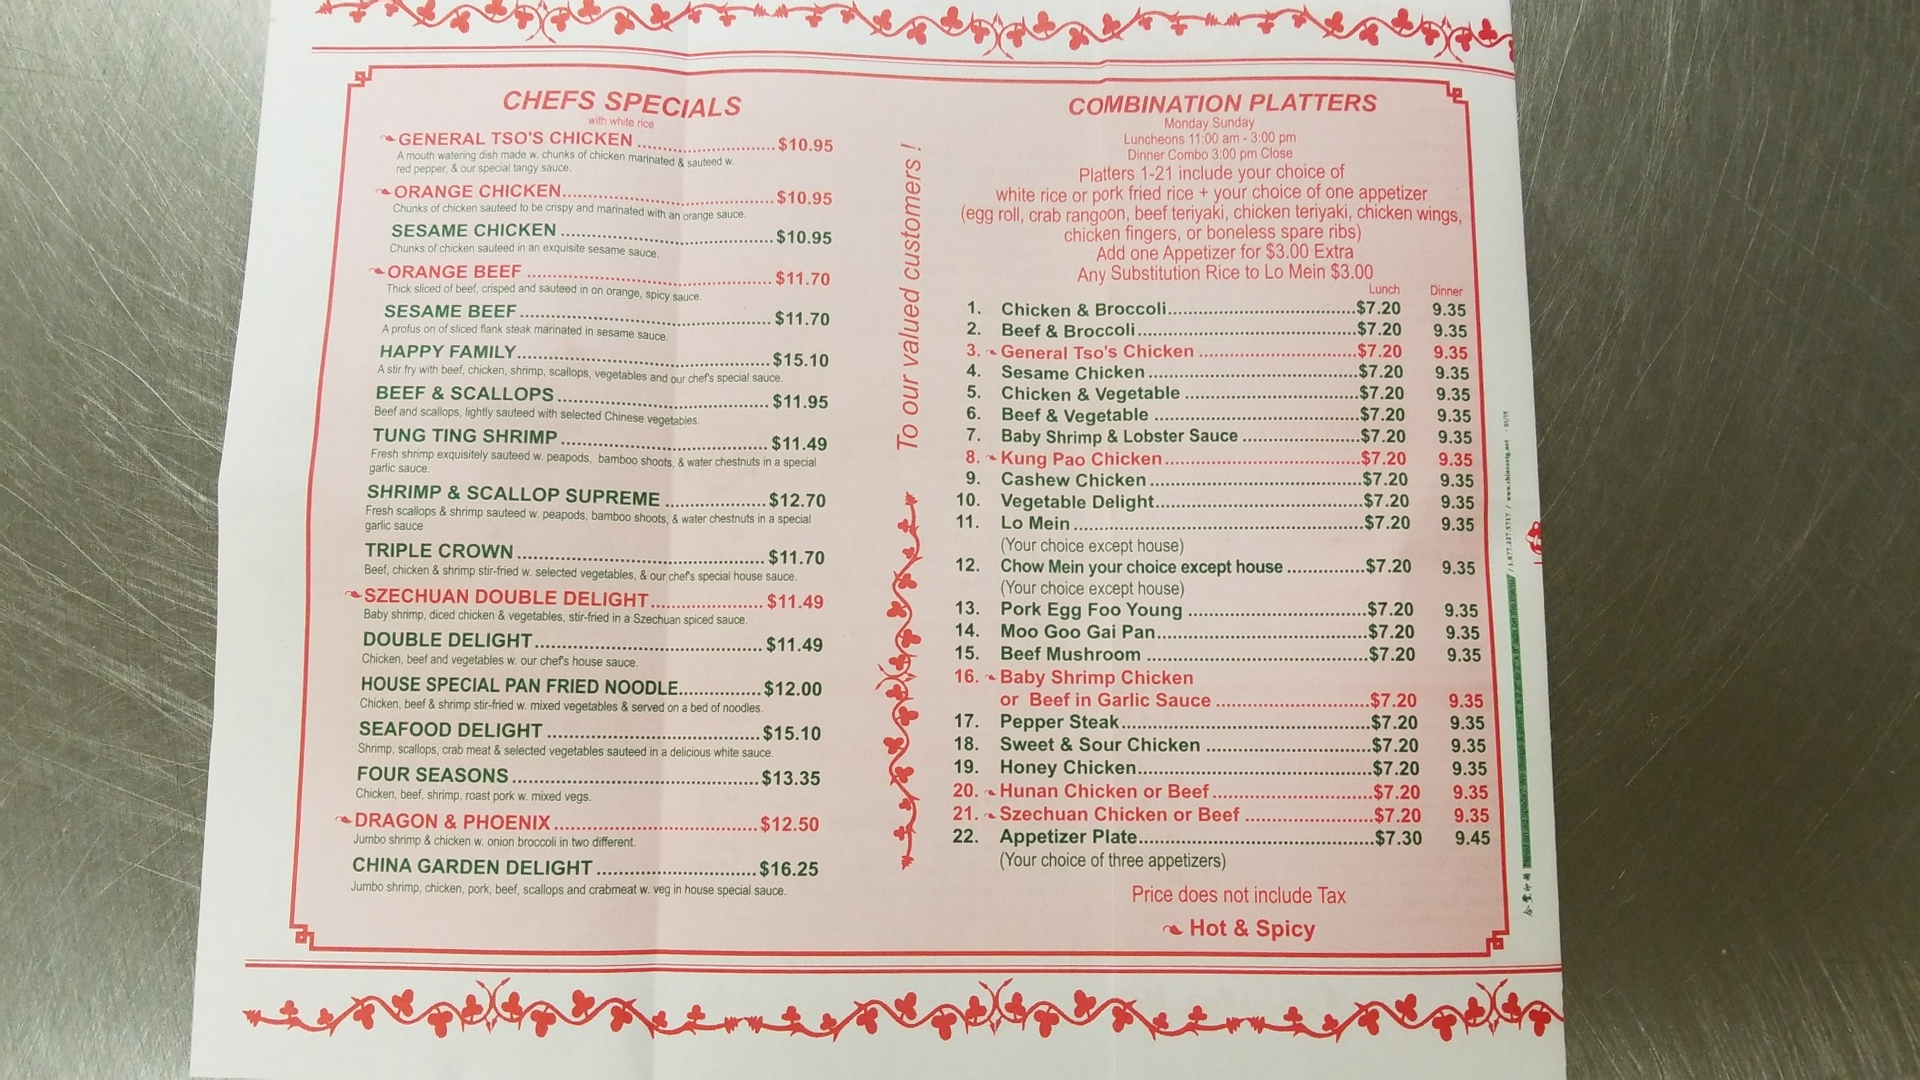 CHEFS SPECIALS
with white rice
GENERAL TSO'S CHICKEN ............................ $10.95
A mouth watering dish made w. chunks of chicken marinated & sauteed w.
red pepper, & our special tangy sauce.
ORANGE CHICKEN............................................ $10.95
Chunks of chicken sauteed to be crispy and marinated with an orange sauce.
SESAME CHICKEN ........................................... $10.95
Chunks of chicken sauteed in an exquisite sesame sauce.
ORANGE BEEF .................................................. $11.70
Thick sliced of beef, crisped and sauteed in on orange, spicy sauce.
SESAME BEEF ................................................... $11.70
A profus on of sliced flank steak marinated in sesame sauce.
HAPPY FAMILY................................................... $15.10
A stir fry with beef, chicken, shrimp, scallops, vegetables and our chef's special sauce.
BEEF & SCALLOPS ........................................... $11.95
Beef and scallops, lightly sauteed with selected Chinese vegetables.
TUNG TING SHRIMP .......................................... $11.49
Fresh shrimp exquisitely sauteed w. peapods, bamboo shoots, & water chestnuts in a special
garlic sauce.
SHRIMP & SCALLOP SUPREME ..................... $12.70
Fresh scallops & shrimp sauteed w. peapods, bamboo shoots, & water chestnuts in a special
garlic sauce
TRIPLE CROWN .................................................. $11.70
Beef, chicken & shrimp stir-fried w. selected vegetables, & our chef's special house sauce.
SZECHUAN DOUBLE DELIGHT ....................... $11.49
Baby shrimp, diced chicken & vegetables, stir-fried in a Szechuan spiced sauce.
DOUBLE DELIGHT .............................................. $11.49
Chicken, beef and vegetables w. our chef's house sauce.
HOUSE SPECIAL PAN FRIED NOODLE................ $12.00
Chicken, beef & shrimp stir-fried w. mixed vegetables & served on a bed of noodles.
SEAFOOD DELIGHT ........................................... $15.10
Shrimp, scallops, crab meat & selected vegetables sauteed in a delicious white sauce.
FOUR SEASONS .................................................. $13.35
Chicken, beef, shrimp, roast pork w. mixed vegs.
DRAGON & PHOENIX ......................................... $12.50
Jumbo shrimp & chicken w. onion broccoli in two different.
CHINA GARDEN DELIGHT ................................ $16.25
Jumbo shrimp, chicken, pork, beef, scallops and crabmeat w. veg in house special sauce.
To our valued customers !
COMBINATION PLATTERS
Monday Sunday
Luncheons 11:00 am - 3:00 pm
Dinner Combo 3:00 pm Close
Platters 1-21 include your choice of
white rice or pork fried rice + your choice of one appetizer
(egg roll, crab rangoon, beef teriyaki, chicken teriyaki, chicken wings,
chicken fingers, or boneless spare ribs)
Add one Appetizer for $3.00 Extra
Any Substitution Rice to Lo Mein $3.00
Lunch Dinner
1. Chicken & Broccoli.....................................$7.20 9.35
2. Beef & Broccoli...........................................$7.20 9.35
3. General Tso's Chicken ...............................$7.20 9.35
4. Sesame Chicken .........................................$7.20 9.35
5. Chicken & Vegetable ..................................$7.20 9.35
6. Beef & Vegetable ........................................$7.20 9.35
7. Baby Shrimp & Lobster Sauce .......................$7.20 9.35
8. Kung Pao Chicken ......................................$7.20 9.35
9. Cashew Chicken .........................................$7.20 9.35
10. Vegetable Delight........................................$7.20 9.35
11. Lo Mein .......................................................$7.20 9.35
(Your choice except house)
12. Chow Mein your choice except house ...............$7.20 9.35
(Your choice except house)
13. Pork Egg Foo Young ...................................$7.20 9.35
14. Moo Goo Gai Pan........................................$7.20 9.35
15. Beef Mushroom ..........................................$7.20 9.35
16. Baby Shrimp Chicken
or Beef in Garlic Sauce ..............................$7.20 9.35
17. Pepper Steak...............................................$7.20 9.35
18. Sweet & Sour Chicken ................................$7.20 9.35
19. Honey Chicken............................................$7.20 9.35
20. Hunan Chicken or Beef...............................$7.20 9.35
21. Szechuan Chicken or Beef .........................$7.20 9.35
22. Appetizer Plate............................................$7.30 9.45
(Your choice of three appetizers)
Price does not include Tax
Hot & Spicy